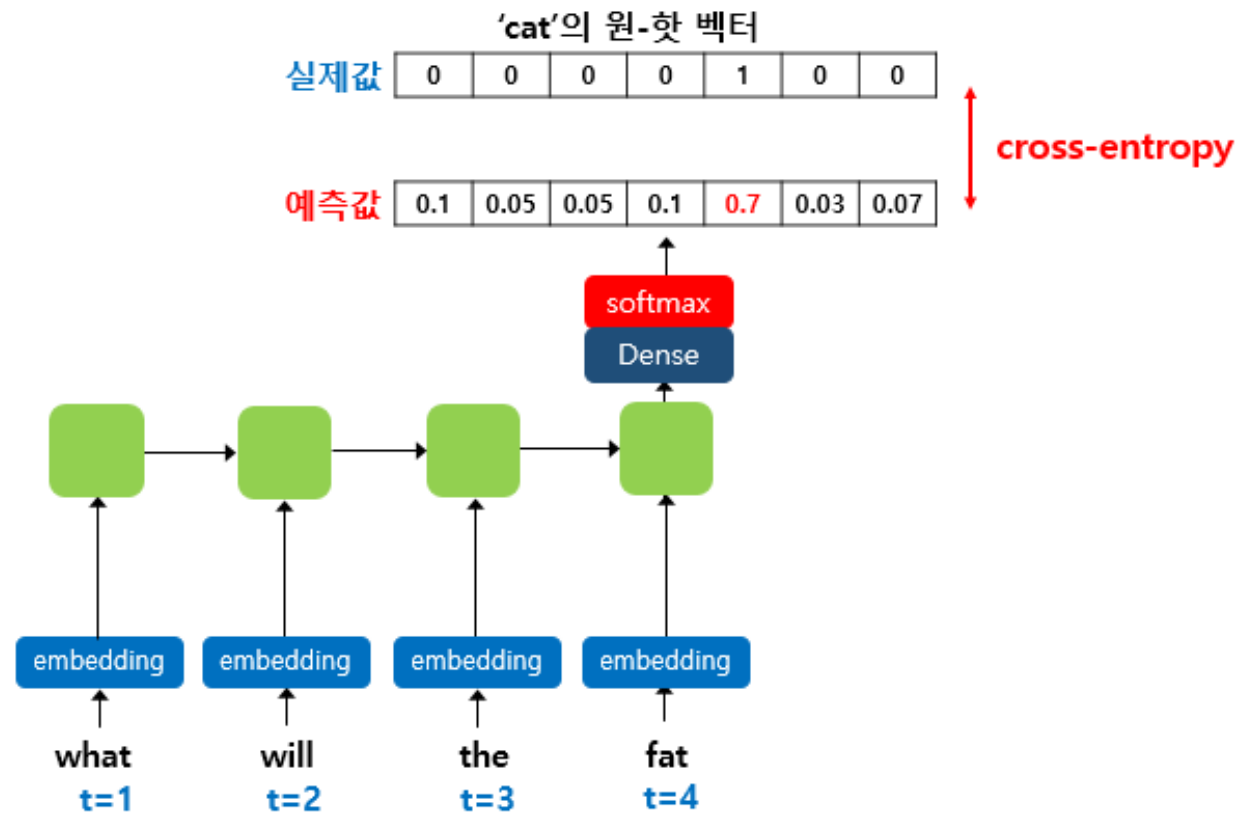 ‘cat’의 원-핫 벡터
실제값 0 0 0 0 1 0 0
cross-entropy
예측값 0.1 0.05 0.05 0.1 0.7 0.03 0.07
softmax
Dense
embedding embedding embedding embedding
what will the fat
t=1 t=2 t=3 t=4